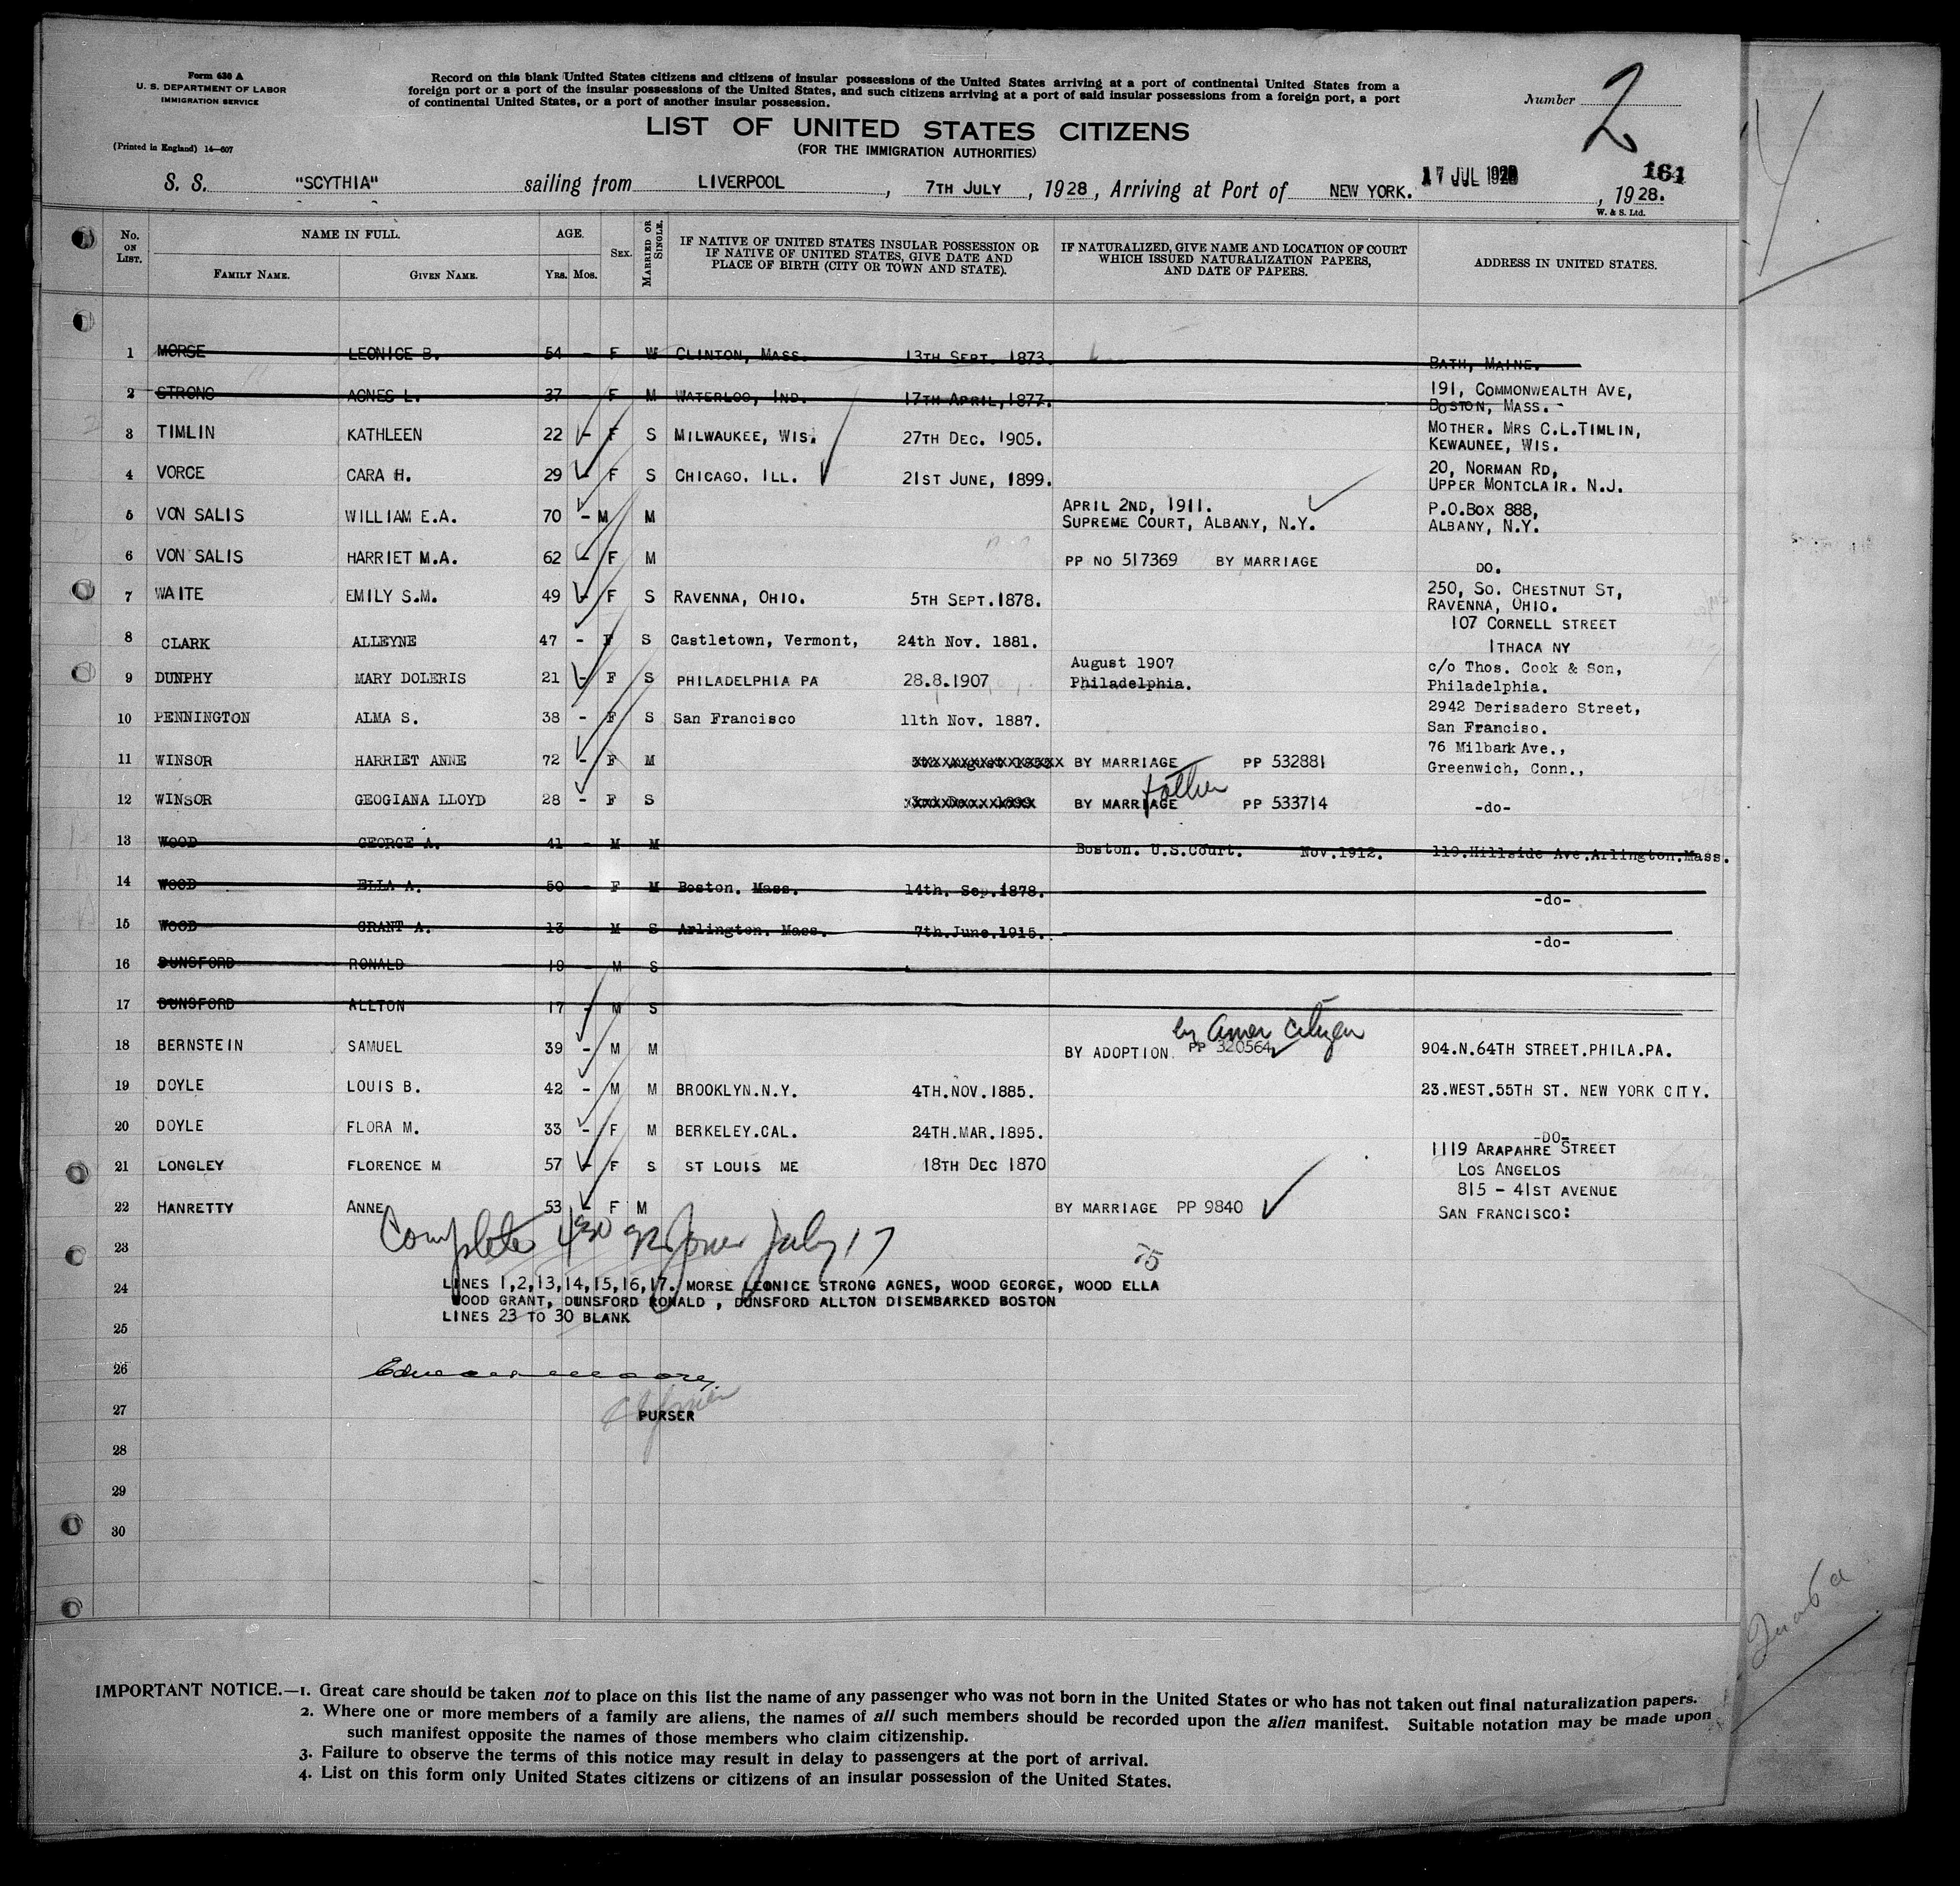 Form 630 A
U. S. DEPARTMENT OF LABOR
IMMIGRATION SERVICE
(Printed in England) 14—607
Record on this blank United States citizens and citizens of insular possessions of the United States arriving at a port of continental United States from a
foreign port or a port of the insular possessions of the United States, and such citizens arriving at a port of said insular possessions from a foreign port, a port
of continental United States, or a port of another insular possession.
Number 2
LIST OF UNITED STATES CITIZENS
(FOR THE IMMIGRATION AUTHORITIES)
17 JUL 1928 161
S. S. "SCYTHIA" sailing from LIVERPOOL, 7TH JULY, 1928, Arriving at Port of NEW YORK., 1928.
W. & S. Ltd.
No. ON LIST. NAME IN FULL. FAMILY NAME. GIVEN NAME. AGE. YRS. MOS. SEX. MARRIED OR SINGLE. IF NATIVE OF UNITED STATES INSULAR POSSESSION OR IF NATIVE OF UNITED STATES, GIVE DATE AND PLACE OF BIRTH (CITY OR TOWN AND STATE). IF NATURALIZED, GIVE NAME AND LOCATION OF COURT WHICH ISSUED NATURALIZATION PAPERS, AND DATE OF PAPERS. ADDRESS IN UNITED STATES.
1 MORSE LEONICE B. 54 - F W CLINTON, MASS. 13TH SEPT. 1873. BATH, MAINE.
2 STRONG AGNES L. 37 - F M WATERLOO, IND. 17TH APRIL, 1877. 191, COMMONWEALTH AVE,
BOSTON, MASS.
3 TIMLIN KATHLEEN 22 - F S MILWAUKEE, WIS. 27TH DEC. 1905. MOTHER. MRS C.L.TIMLIN,
KEWAUNEE, WIS.
4 VORCE CARA H. 29 - F S CHICAGO. ILL. 21ST JUNE, 1899. 20, NORMAN RD,
UPPER MONTCLAIR. N.J.
5 VON SALIS WILLIAM E.A. 70 - M M APRIL 2ND, 1911. P.O.BOX 888,
SUPREME COURT, ALBANY, N.Y. ALBANY, N.Y.
6 VON SALIS HARRIET M.A. 62 - F M PP NO 517369 BY MARRIAGE DO.
7 WAITE EMILY S.M. 49 - F S RAVENNA, OHIO. 5TH SEPT.1878. 250, SO. CHESTNUT ST,
RAVENNA, OHIO.
8 CLARK ALLEYNE 47 - F S Castletown, Vermont, 24th Nov. 1881. 107 CORNELL STREET
ITHACA NY
9 DUNPHY MARY DOLERIS 21 - F S PHILADELPHIA PA 28.8.1907 August 1907 c/o Thos. Cook & Son,
Philadelphia. Philadelphia.
10 PENNINGTON ALMA S. 38 - F S San Francisco 11th Nov. 1887. 2942 Derisadero Street,
San Franciso.
11 WINSOR HARRIET ANNE 72 - F M BY MARRIAGE PP 532881 76 Milbark Ave.,
Greenwich, Conn.,
12 WINSOR GEOGIANA LLOYD 28 - F S BY MARRIAGE father PP 533714 -do-
13 WOOD GEORGE A. 41 - M M Boston. U.S.Court. Nov.1912. 119.Hillside Ave.Arlington.Mass.
14 WOOD ELLA A. 50 - F M Boston. Mass. 14th. Sep.1878. -do-
15 WOOD GRANT A. 13 - M S Arlington. Mass. 7th.June.1915. -do-
16 DUNSFORD RONALD 19 M S
17 DUNSFORD ALLTON 17 - M S
18 BERNSTEIN SAMUEL 39 - M M BY ADOPTION by Amer Citizen PP 320564 904.N.64TH STREET.PHILA.PA.
19 DOYLE LOUIS B. 42 - M M BROOKLYN.N.Y. 4TH.NOV.1885. 23.WEST.55TH ST. NEW YORK CITY.
20 DOYLE FLORA M. 33 - F M BERKELEY.CAL. 24TH.MAR.1895. -DO-
21 LONGLEY FLORENCE M 57 - F S ST LOUIS ME 18TH DEC 1870 1119 ARAPAHRE STREET
LOS ANGELOS
22 HANRETTY ANNE 53 - F M BY MARRIAGE PP 9840 815 - 41ST AVENUE
SAN FRANCISCO:
Complete July 17
23
75
24 LINES 1,2,13,14,15,16,17. MORSE LEONICE STRONG AGNES, WOOD GEORGE, WOOD ELLA
WOOD GRANT, DUNSFORD RONALD , DUNSFORD ALLTON DISEMBARKED BOSTON
LINES 23 TO 30 BLANK
25
26
27 PURSER
28
29
30
IMPORTANT NOTICE.—1. Great care should be taken not to place on this list the name of any passenger who was not born in the United States or who has not taken out final naturalization papers.
2. Where one or more members of a family are aliens, the names of all such members should be recorded upon the alien manifest. Suitable notation may be made upon
such manifest opposite the names of those members who claim citizenship.
3. Failure to observe the terms of this notice may result in delay to passengers at the port of arrival.
4. List on this form only United States citizens or citizens of an insular possession of the United States.